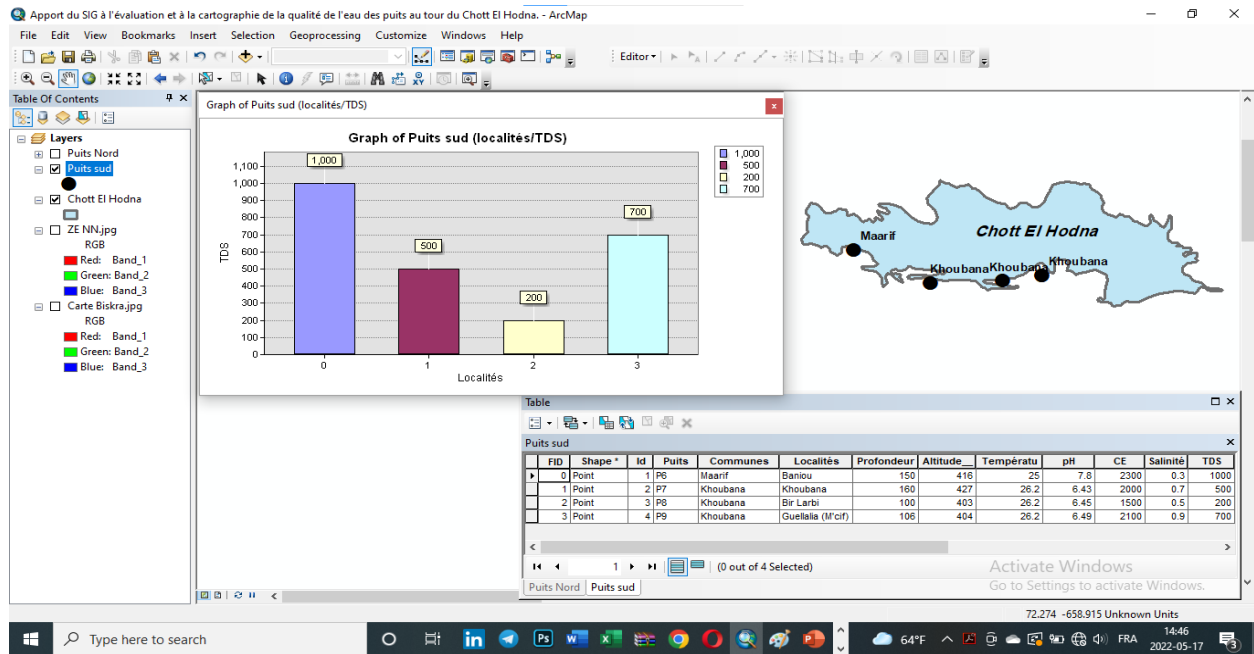 Apport du SIG à l'évaluation et à la cartographie de la qualité de l'eau des puits au tour du Chott El Hodna. - ArcMap
File Edit View Bookmarks Insert Selection Geoprocessing Customize Windows Help
Editor
Table Of Contents
Layers
Puits Nord
Puits sud
Chott El Hodna
ZE NN.jpg
RGB
Red: Band_1
Green: Band_2
Blue: Band_3
Carte Biskra.jpg
RGB
Red: Band_1
Green: Band_2
Blue: Band_3
Graph of Puits sud (localités/TDS)
Graph of Puits sud (localités/TDS)
1,100
1,000
900
800
700
600
500
400
300
200
100
0
TDS
1,000
500
200
700
0 1 2 3
Localités
1,000
500
200
700
Chott El Hodna
Maarif
Khoubana
Khoubana
Khoubana
Table
Puits sud
FID Shape * Id Puits Communes Localités Profondeur Altitude__ Températu pH CE Salinité TDS
0 Point 1 P6 Maarif Baniou 150 416 25 7.8 2300 0.3 1000
1 Point 2 P7 Khoubana Khoubana 160 427 26.2 6.43 2000 0.7 500
2 Point 3 P8 Khoubana Bir Larbi 100 403 26.2 6.45 1500 0.5 200
3 Point 4 P9 Khoubana Guellalia (M'cif) 106 404 26.2 6.49 2100 0.9 700
1 (0 out of 4 Selected)
Puits Nord Puits sud
Activate Windows
Go to Settings to activate Windows.
72.274 -658.915 Unknown Units
Type here to search
64°F
FRA
14:46
2022-05-17
3